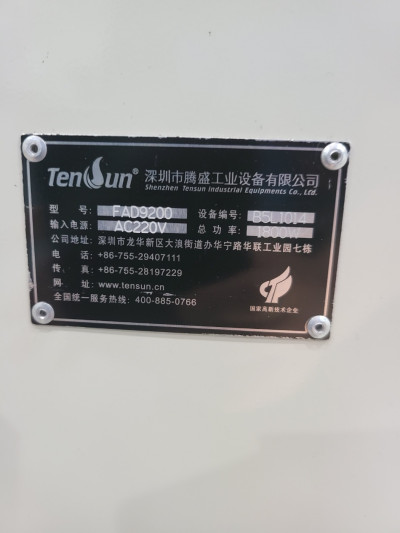 Tensun 深圳市腾盛工业设备有限公司
Shenzhen Tensun Industrial Equipments Co., Ltd.
型 号: FAD9200 设备编号: B5L1014
输入电源: AC220V 总 功 率: 1800W
公司地址: 深圳市龙华新区大浪街道办华宁路华联工业园七栋
电 话: +86-755-29407111
传 真: +86-755-28197229
网 址: www.tensun.cn
全国统一服务热线: 400-885-0766
国家高新技术企业